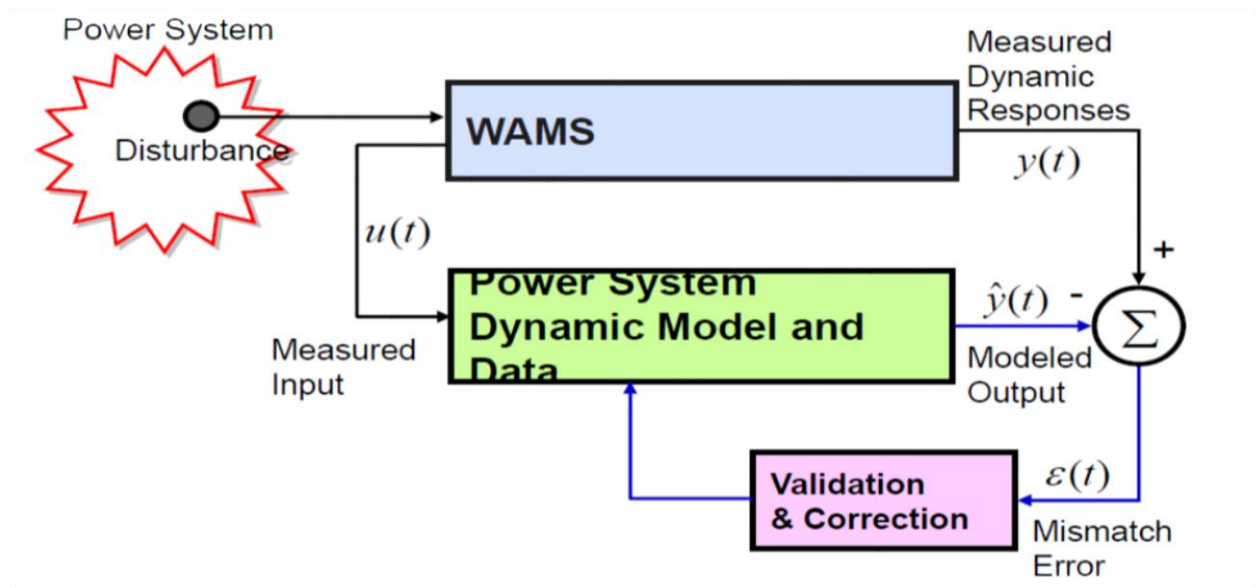 Power System
Disturbance
WAMS
Measured
Dynamic
Responses
y(t)
+
u(t)
Measured
Input
Power System
Dynamic Model and
Data
ŷ(t) -
Modeled
Output
Σ
Validation
& Correction
ε(t)
Mismatch
Error